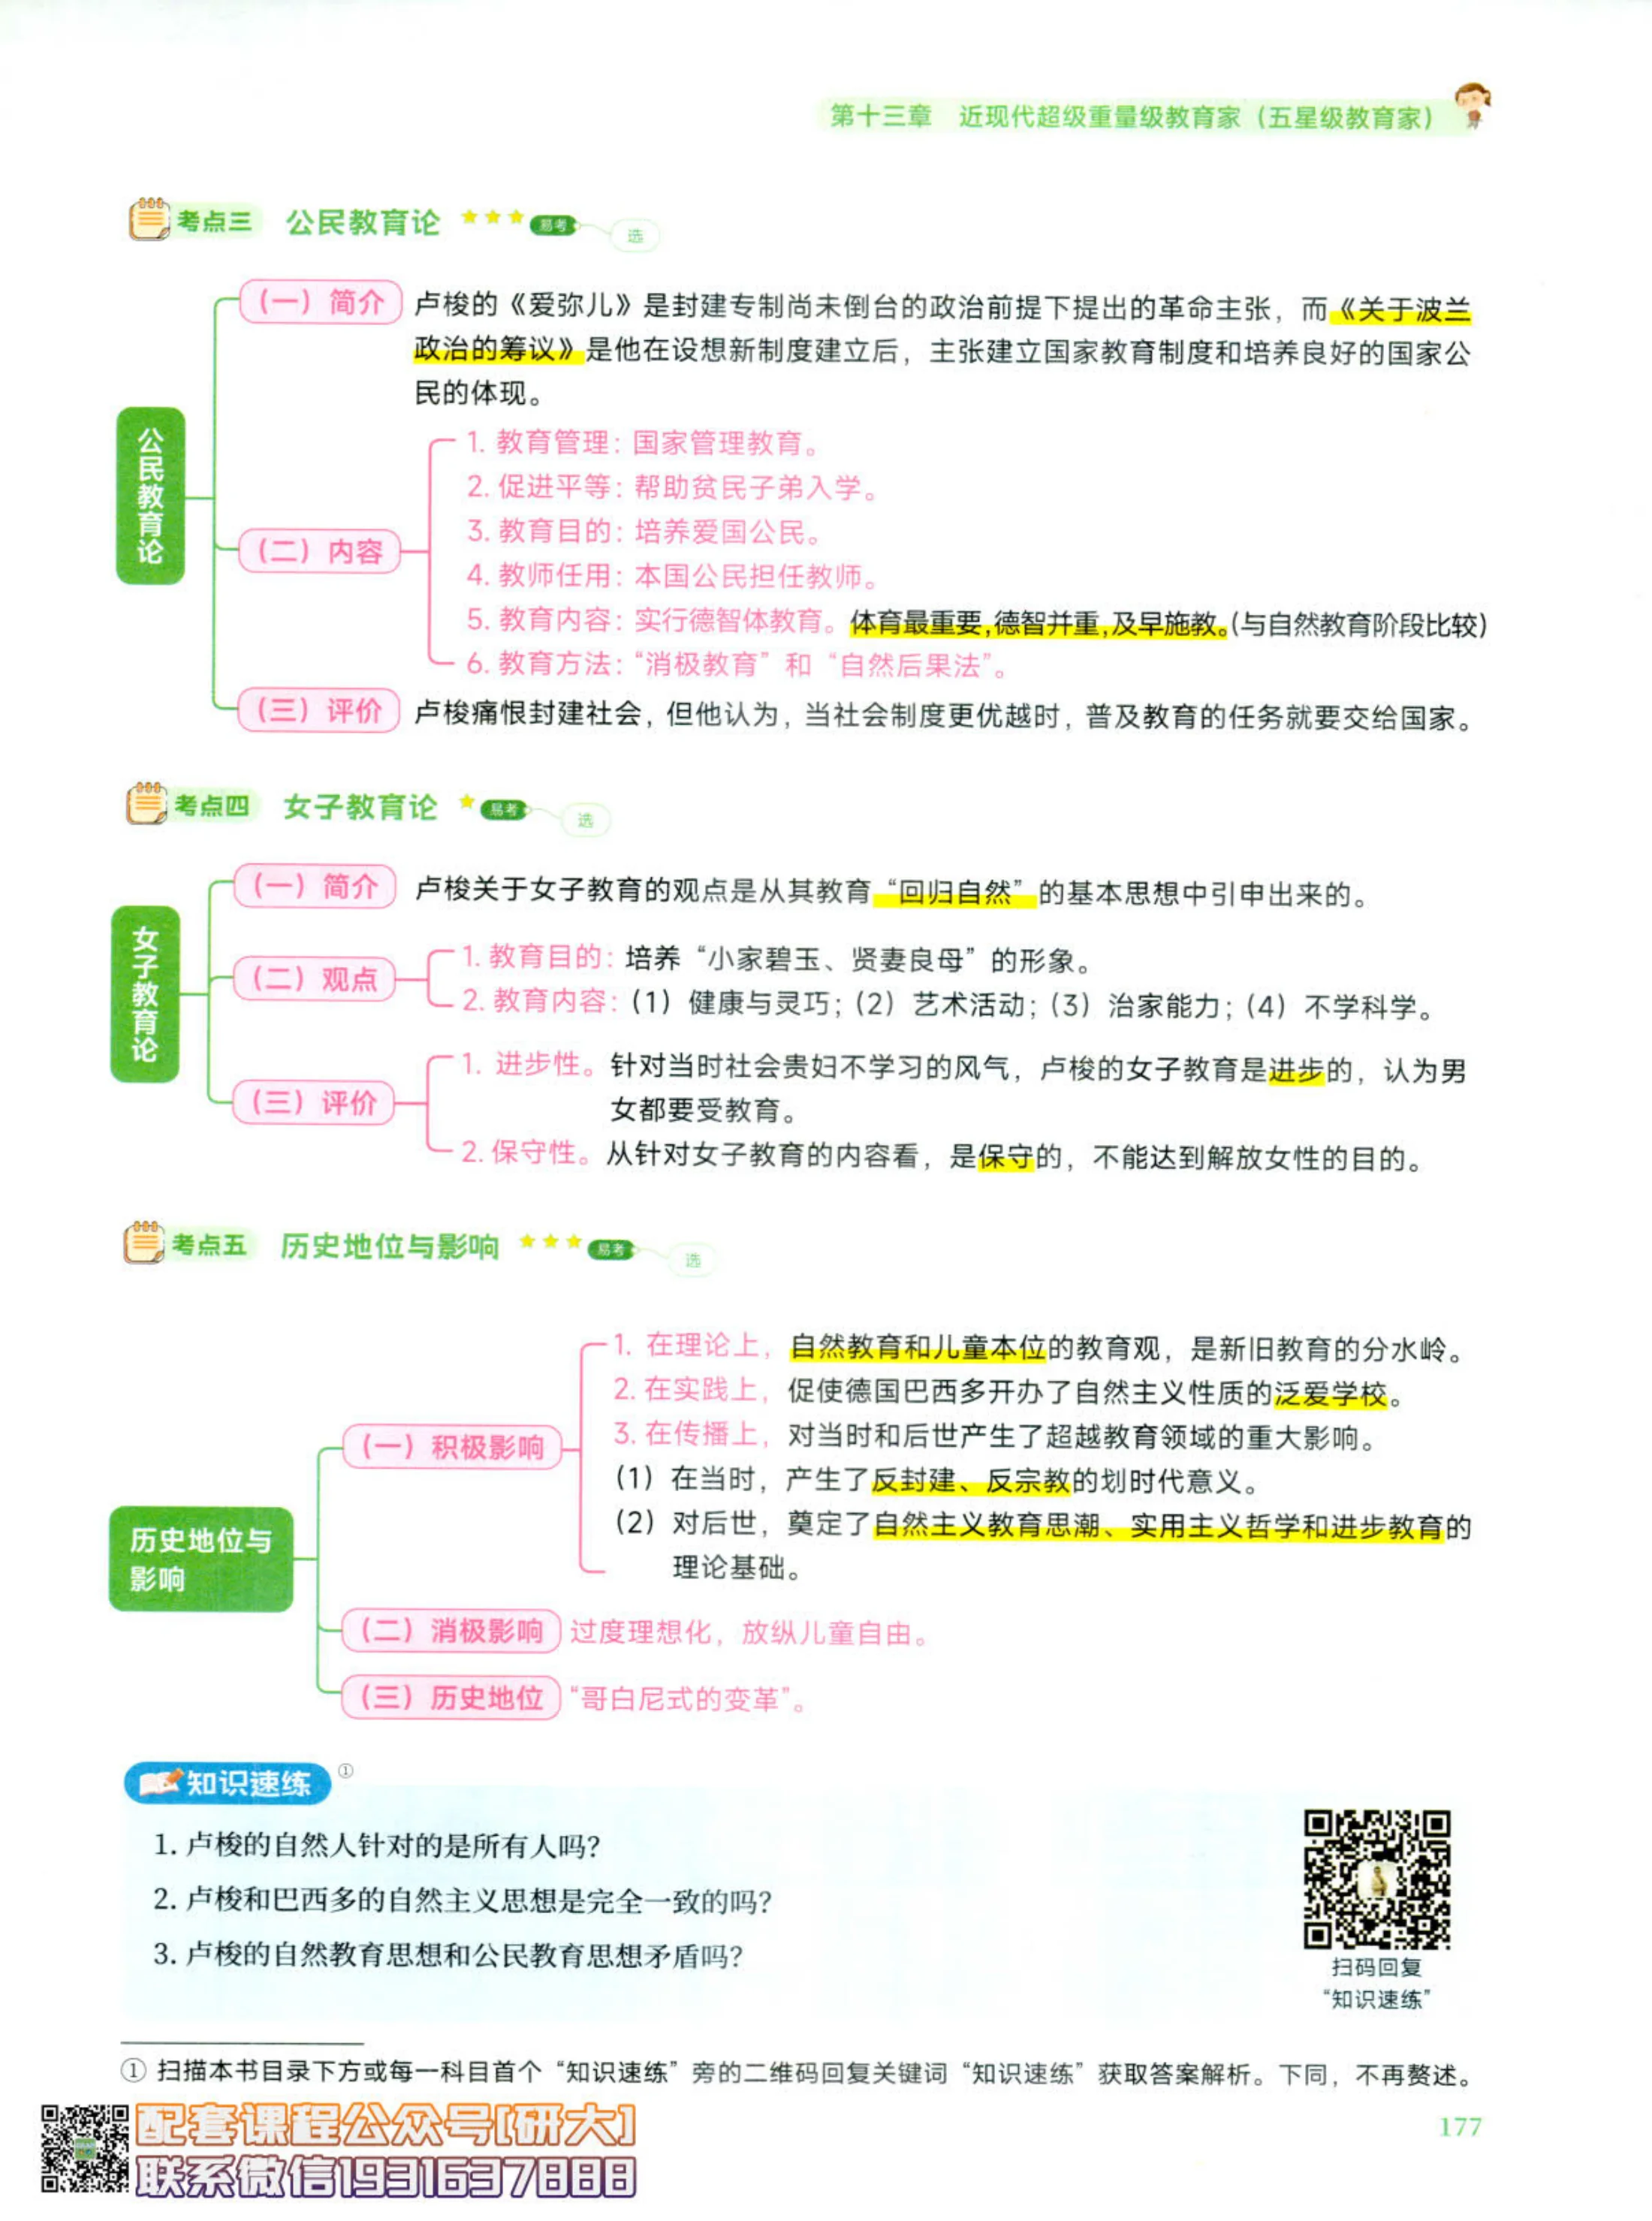 第十三章 近现代超级重量级教育家（五星级教育家）
考点三 公民教育论 易考 选
公民教育论
（一）简介
卢梭的《爱弥儿》是封建专制尚未倒台的政治前提下提出的革命主张，而《关于波兰
政治的筹议》是他在设想新制度建立后，主张建立国家教育制度和培养良好的国家公
民的体现。
（二）内容
1. 教育管理：国家管理教育。
2. 促进平等：帮助贫民子弟入学。
3. 教育目的：培养爱国公民。
4. 教师任用：本国公民担任教师。
5. 教育内容：实行德智体教育。体育最重要,德智并重,及早施教。(与自然教育阶段比较)
6. 教育方法：“消极教育”和“自然后果法”。
（三）评价
卢梭痛恨封建社会，但他认为，当社会制度更优越时，普及教育的任务就要交给国家。
考点四 女子教育论 易考 选
女子教育论
（一）简介
卢梭关于女子教育的观点是从其教育“回归自然”的基本思想中引申出来的。
（二）观点
1. 教育目的：培养“小家碧玉、贤妻良母”的形象。
2. 教育内容：（1）健康与灵巧；（2）艺术活动；（3）治家能力；（4）不学科学。
（三）评价
1. 进步性。针对当时社会贵妇不学习的风气，卢梭的女子教育是进步的，认为男
女都要受教育。
2. 保守性。从针对女子教育的内容看，是保守的，不能达到解放女性的目的。
考点五 历史地位与影响 易考 选
历史地位与
影响
（一）积极影响
1. 在理论上，自然教育和儿童本位的教育观，是新旧教育的分水岭。
2. 在实践上，促使德国巴西多开办了自然主义性质的泛爱学校。
3. 在传播上，对当时和后世产生了超越教育领域的重大影响。
（1）在当时，产生了反封建、反宗教的划时代意义。
（2）对后世，奠定了自然主义教育思潮、实用主义哲学和进步教育的
理论基础。
（二）消极影响 过度理想化，放纵儿童自由。
（三）历史地位 “哥白尼式的变革”。
知识速练①
1. 卢梭的自然人针对的是所有人吗？
2. 卢梭和巴西多的自然主义思想是完全一致的吗？
3. 卢梭的自然教育思想和公民教育思想矛盾吗？
扫码回复
“知识速练”
① 扫描本书目录下方或每一科目首个“知识速练”旁的二维码回复关键词“知识速练”获取答案解析。下同，不再赘述。
配套课程公众号[研大]
联系微信1931637888
177